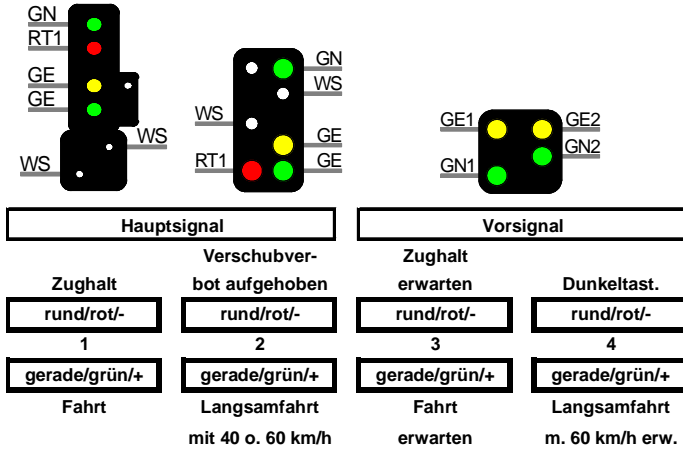 GN
RT1
GE
GE
WS
WS
GN
WS
WS
GE
RT1
GE
GE1
GE2
GN2
GN1
Hauptsignal
Vorsignal
Verschubver-
Zughalt
Zughalt
bot aufgehoben
erwarten
Dunkeltast.
rund/rot/-
rund/rot/-
rund/rot/-
rund/rot/-
1
2
3
4
gerade/grün/+
gerade/grün/+
gerade/grün/+
gerade/grün/+
Fahrt
Langsamfahrt
Fahrt
Langsamfahrt
mit 40 o. 60 km/h
erwarten
m. 60 km/h erw.